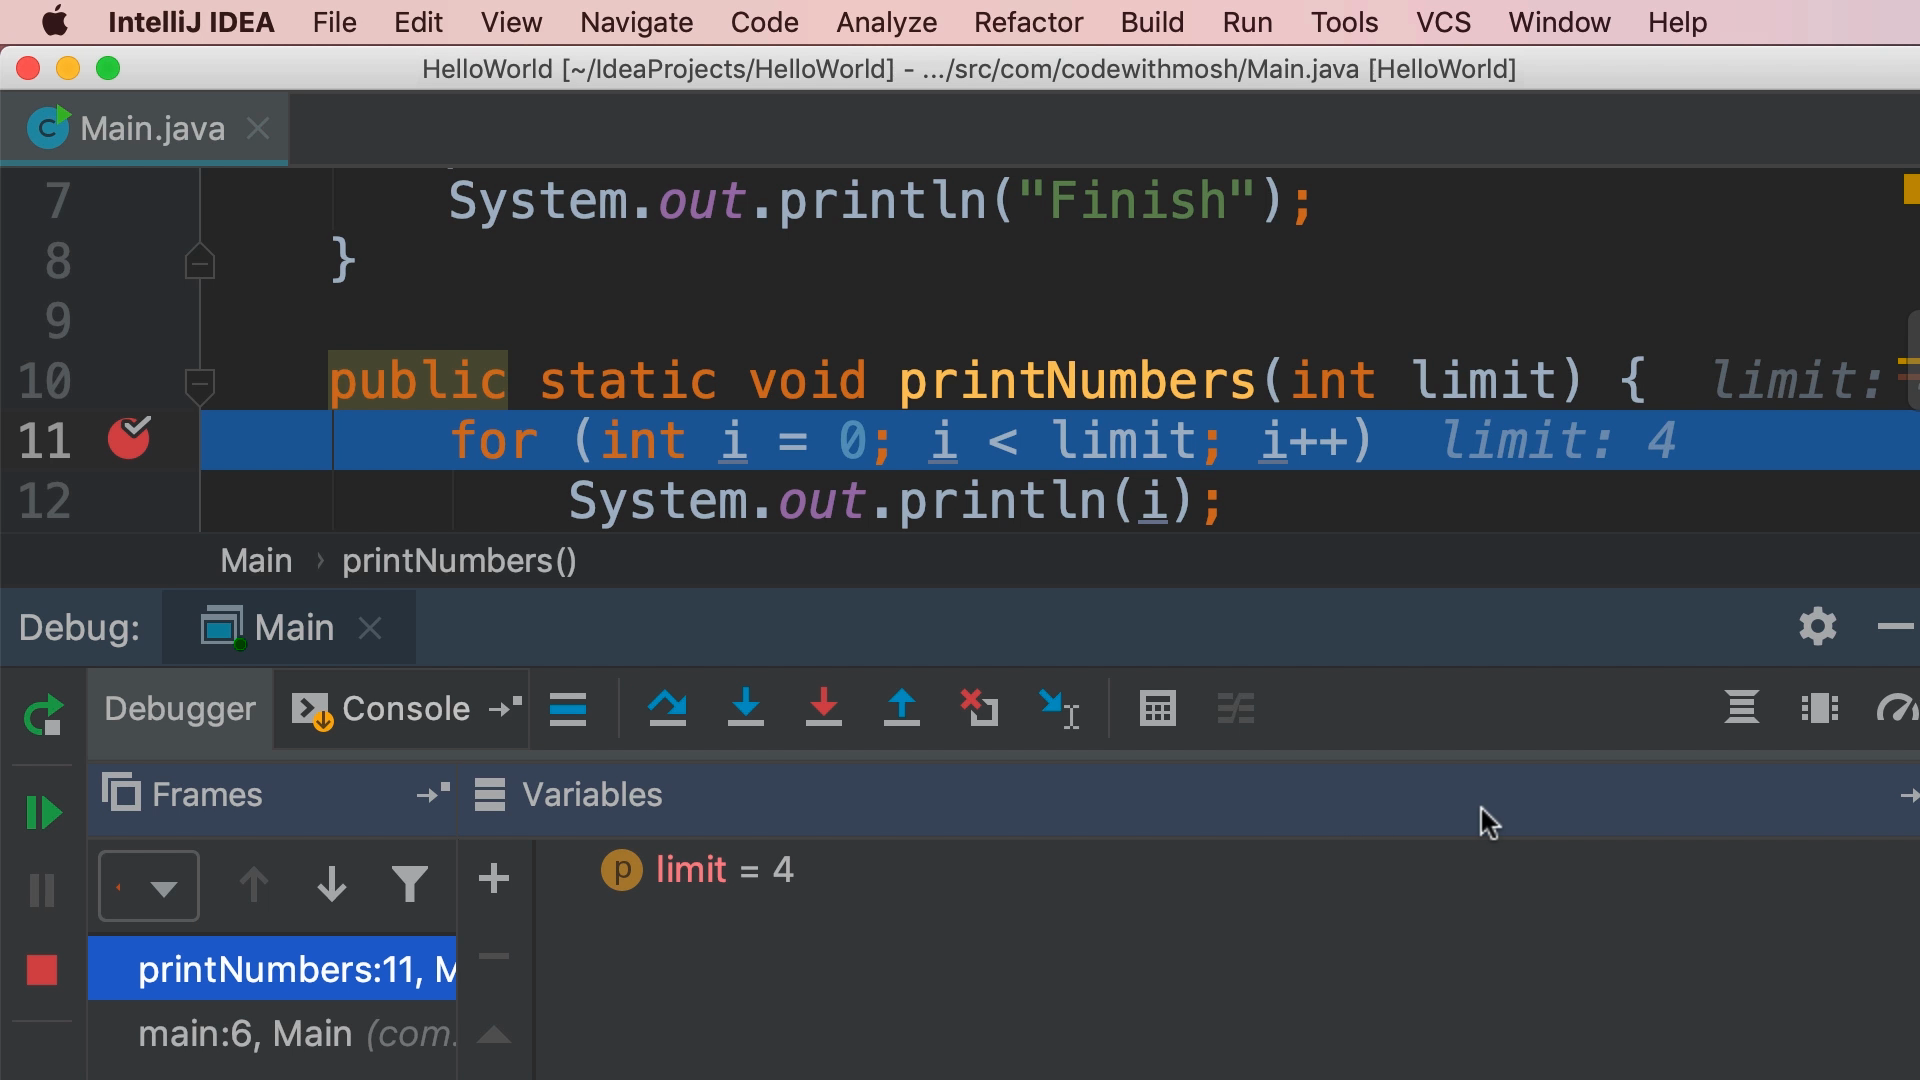 IntelliJ IDEA File Edit View Navigate Code Analyze Refactor Build Run Tools VCS Window Help
HelloWorld [~/IdeaProjects/HelloWorld] - .../src/com/codewithmosh/Main.java [HelloWorld]
C Main.java
7 System.out.println("Finish");
8 }
9
10 public static void printNumbers(int limit) { limit:
11 for (int i = 0; i < limit; i++) limit: 4
12 System.out.println(i);
Main › printNumbers()
Debug: Main
Debugger Console
Frames Variables
p limit = 4
printNumbers:11, M
main:6, Main (com.